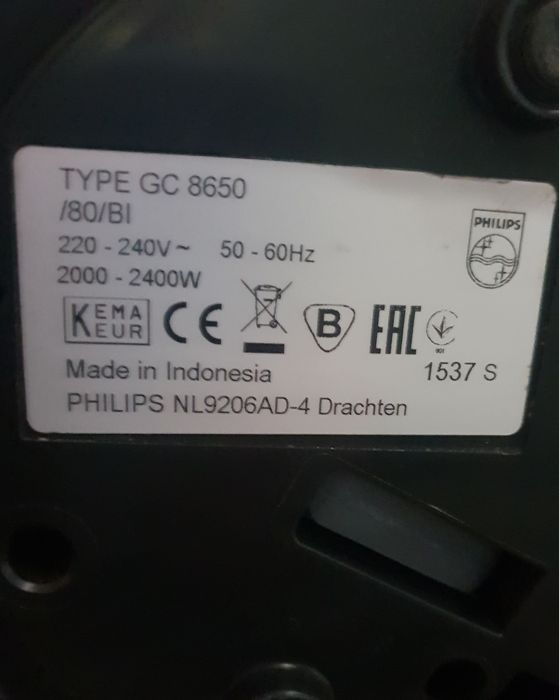 TYPE GC 8650
/80/BI
220 - 240V ~ 50 - 60Hz
2000 - 2400W
PHILIPS
KEMA
EUR
CE
B
EAC
Made in Indonesia
1537 S
PHILIPS NL9206AD-4 Drachten